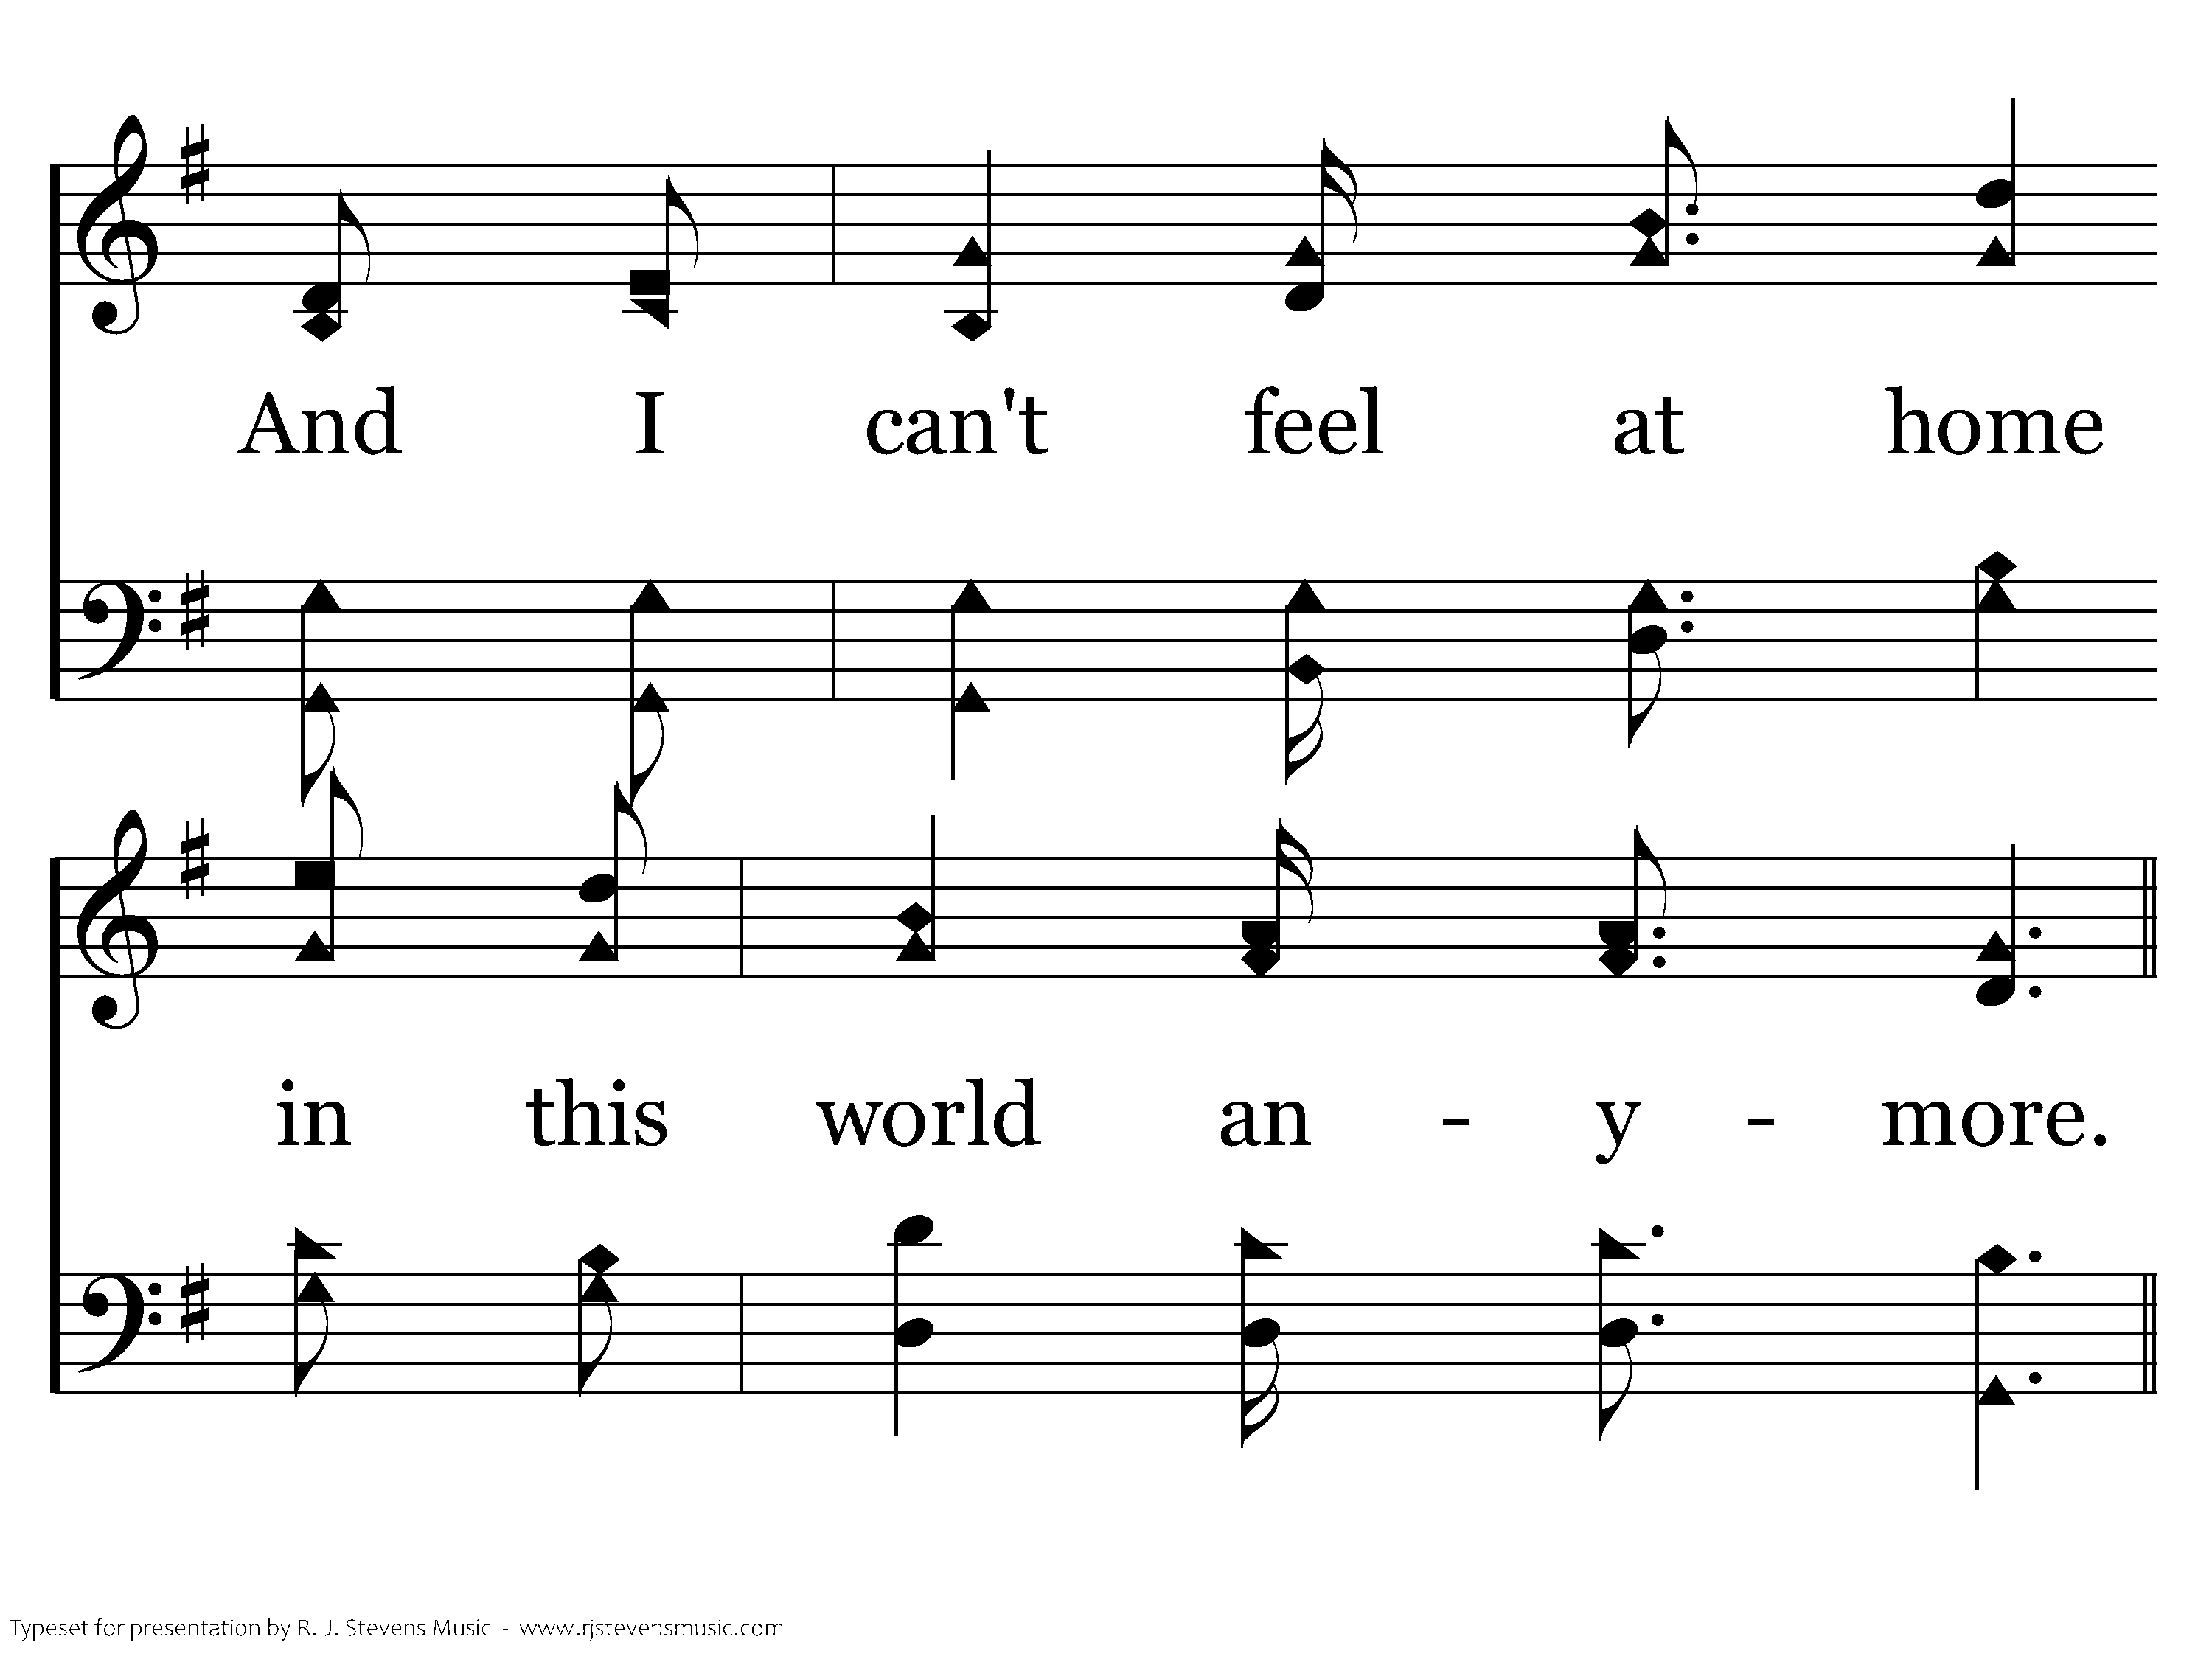 And I can't feel at home
in this world an - y - more.
Typeset for presentation by R. J. Stevens Music - www.rjstevensmusic.com